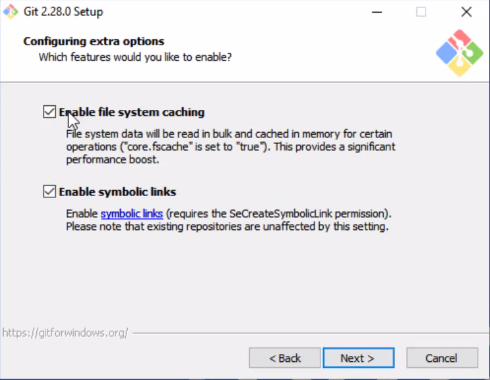 Git 2.28.0 Setup
Configuring extra options
Which features would you like to enable?
Enable file system caching
File system data will be read in bulk and cached in memory for certain
operations ("core.fscache" is set to "true"). This provides a significant
performance boost.
Enable symbolic links
Enable symbolic links (requires the SeCreateSymbolicLink permission).
Please note that existing repositories are unaffected by this setting.
https://gitforwindows.org/
< Back Next > Cancel